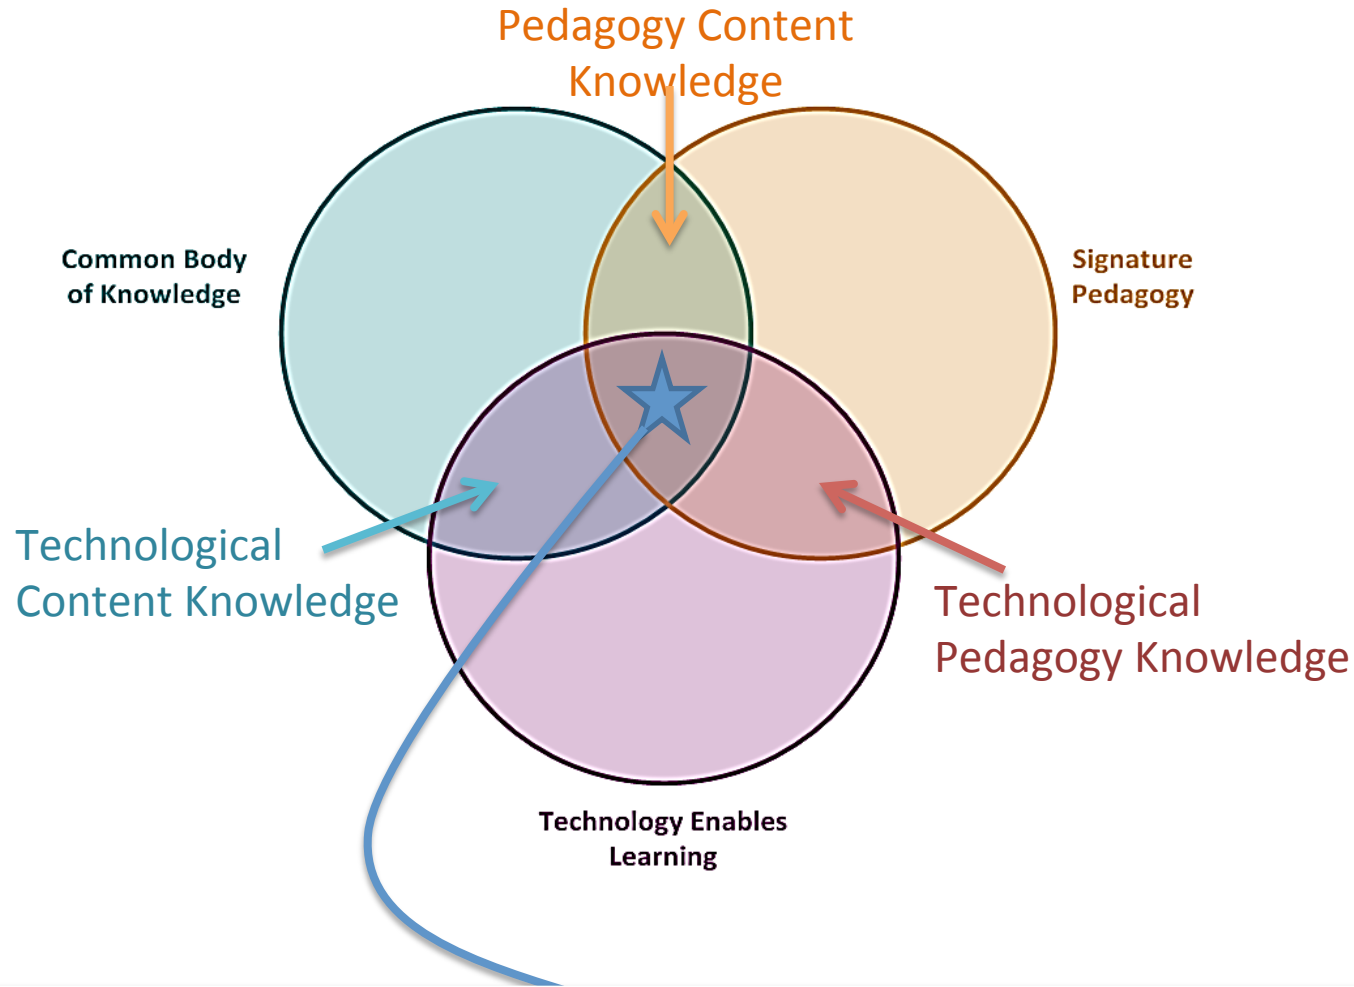 Pedagogy Content
Knowledge
Common Body
of Knowledge
Signature
Pedagogy
Technological
Content Knowledge
Technological
Pedagogy Knowledge
Technology Enables
Learning